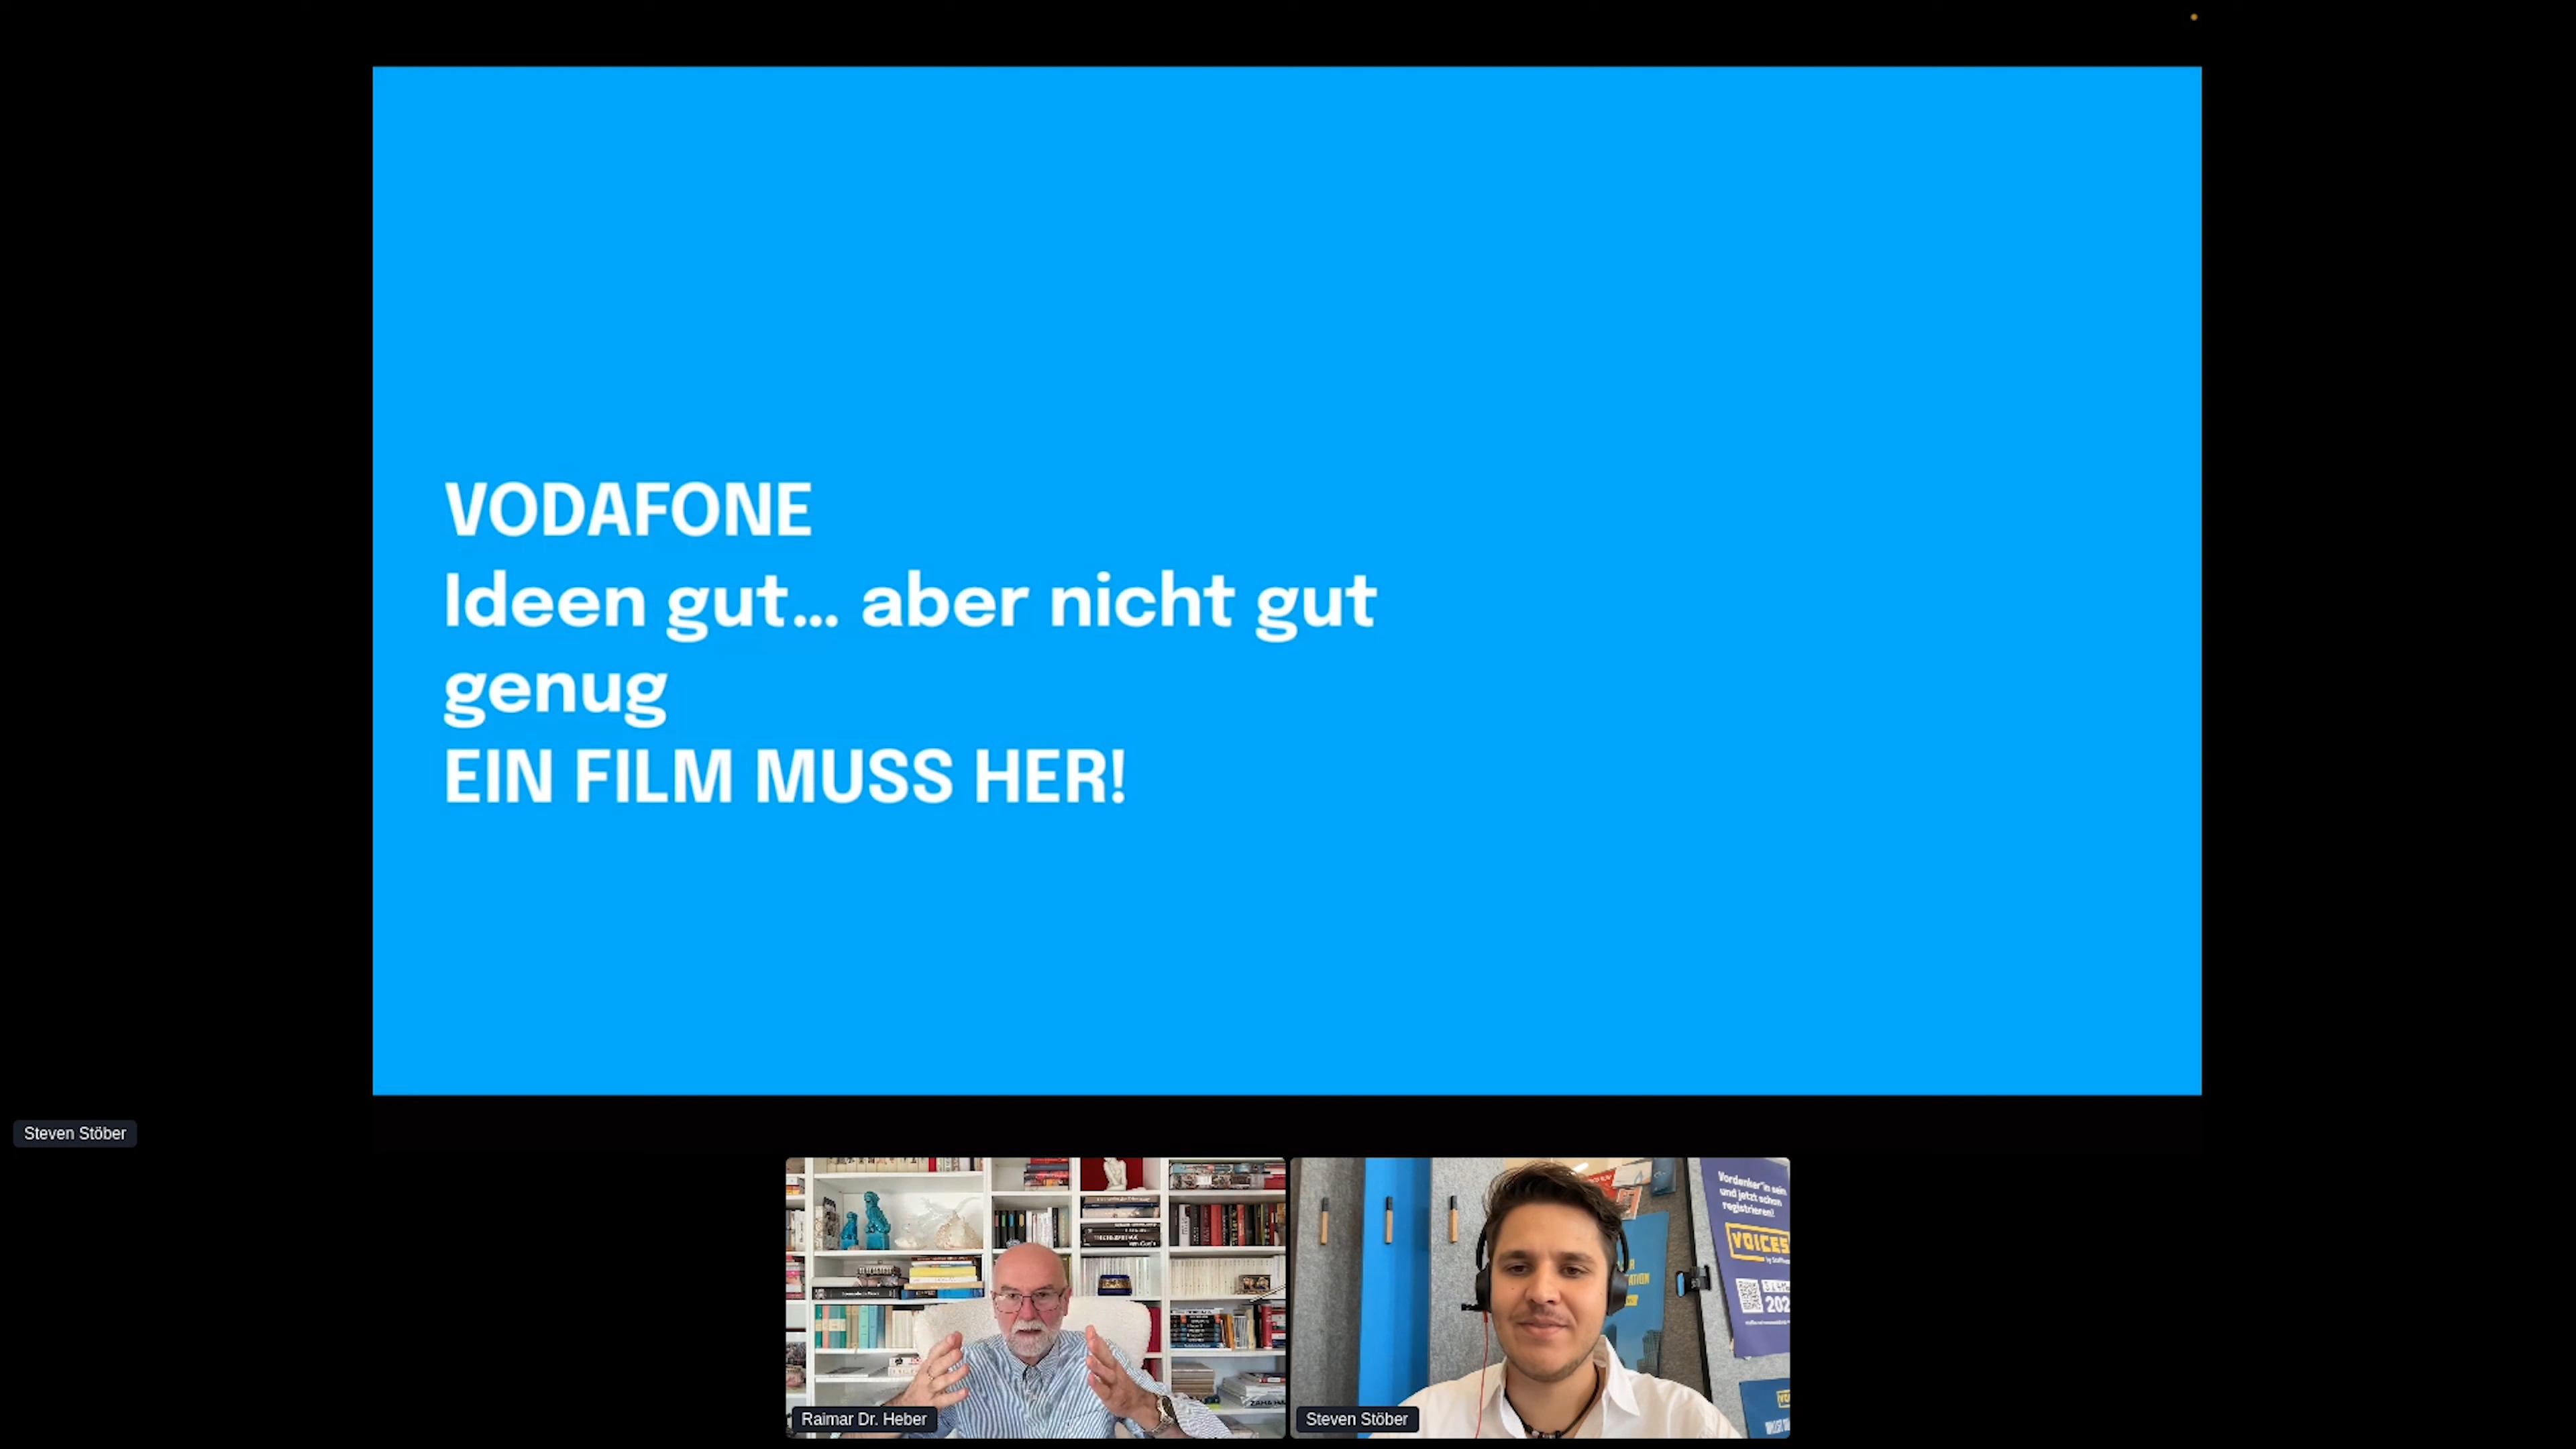 VODAFONE
Ideen gut... aber nicht gut
genug
EIN FILM MUSS HER!
Steven Stöber
Raimar Dr. Heber
Steven Stöber
Vordenker*in sein
und jetzt schon
registrieren!
VOICES
202